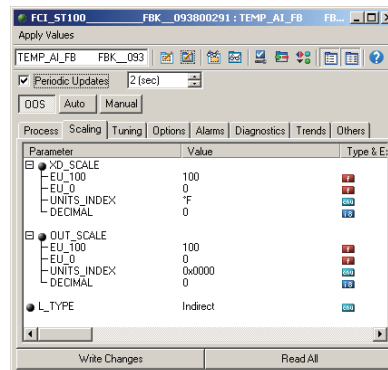 FCI_ST100 FBK__093800291 : TEMP_AI_FB FB...
Apply Values
TEMP_AI_FB FBK__093
Periodic Updates 2 (sec)
OOS Auto Manual
Process Scaling Tuning Options Alarms Diagnostics Trends Others
Parameter Value Type & E:
XD_SCALE
EU_100 100
EU_0 0
UNITS_INDEX °F
DECIMAL 0
OUT_SCALE
EU_100 100
EU_0 0
UNITS_INDEX 0x0000
DECIMAL 0
L_TYPE Indirect
Write Changes Read All